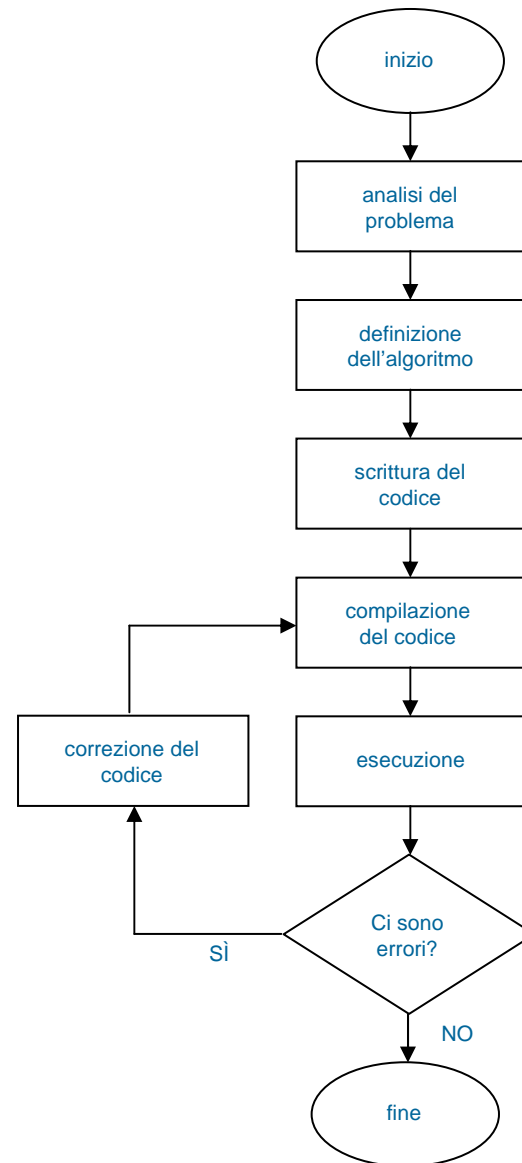 inizio
analisi del
problema
definizione
dell’algoritmo
scrittura del
codice
compilazione
del codice
correzione del
codice
esecuzione
Ci sono
errori?
SÌ
NO
fine